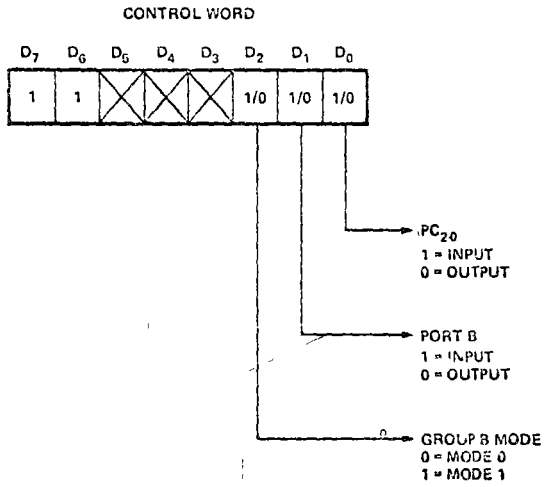 CONTROL WORD
D7 D6 D5 D4 D3 D2 D1 D0
1 1 1/0 1/0 1/0
PC2-0
1 = INPUT
0 = OUTPUT
PORT B
1 = INPUT
0 = OUTPUT
GROUP B MODE
0 = MODE 0
1 = MODE 1